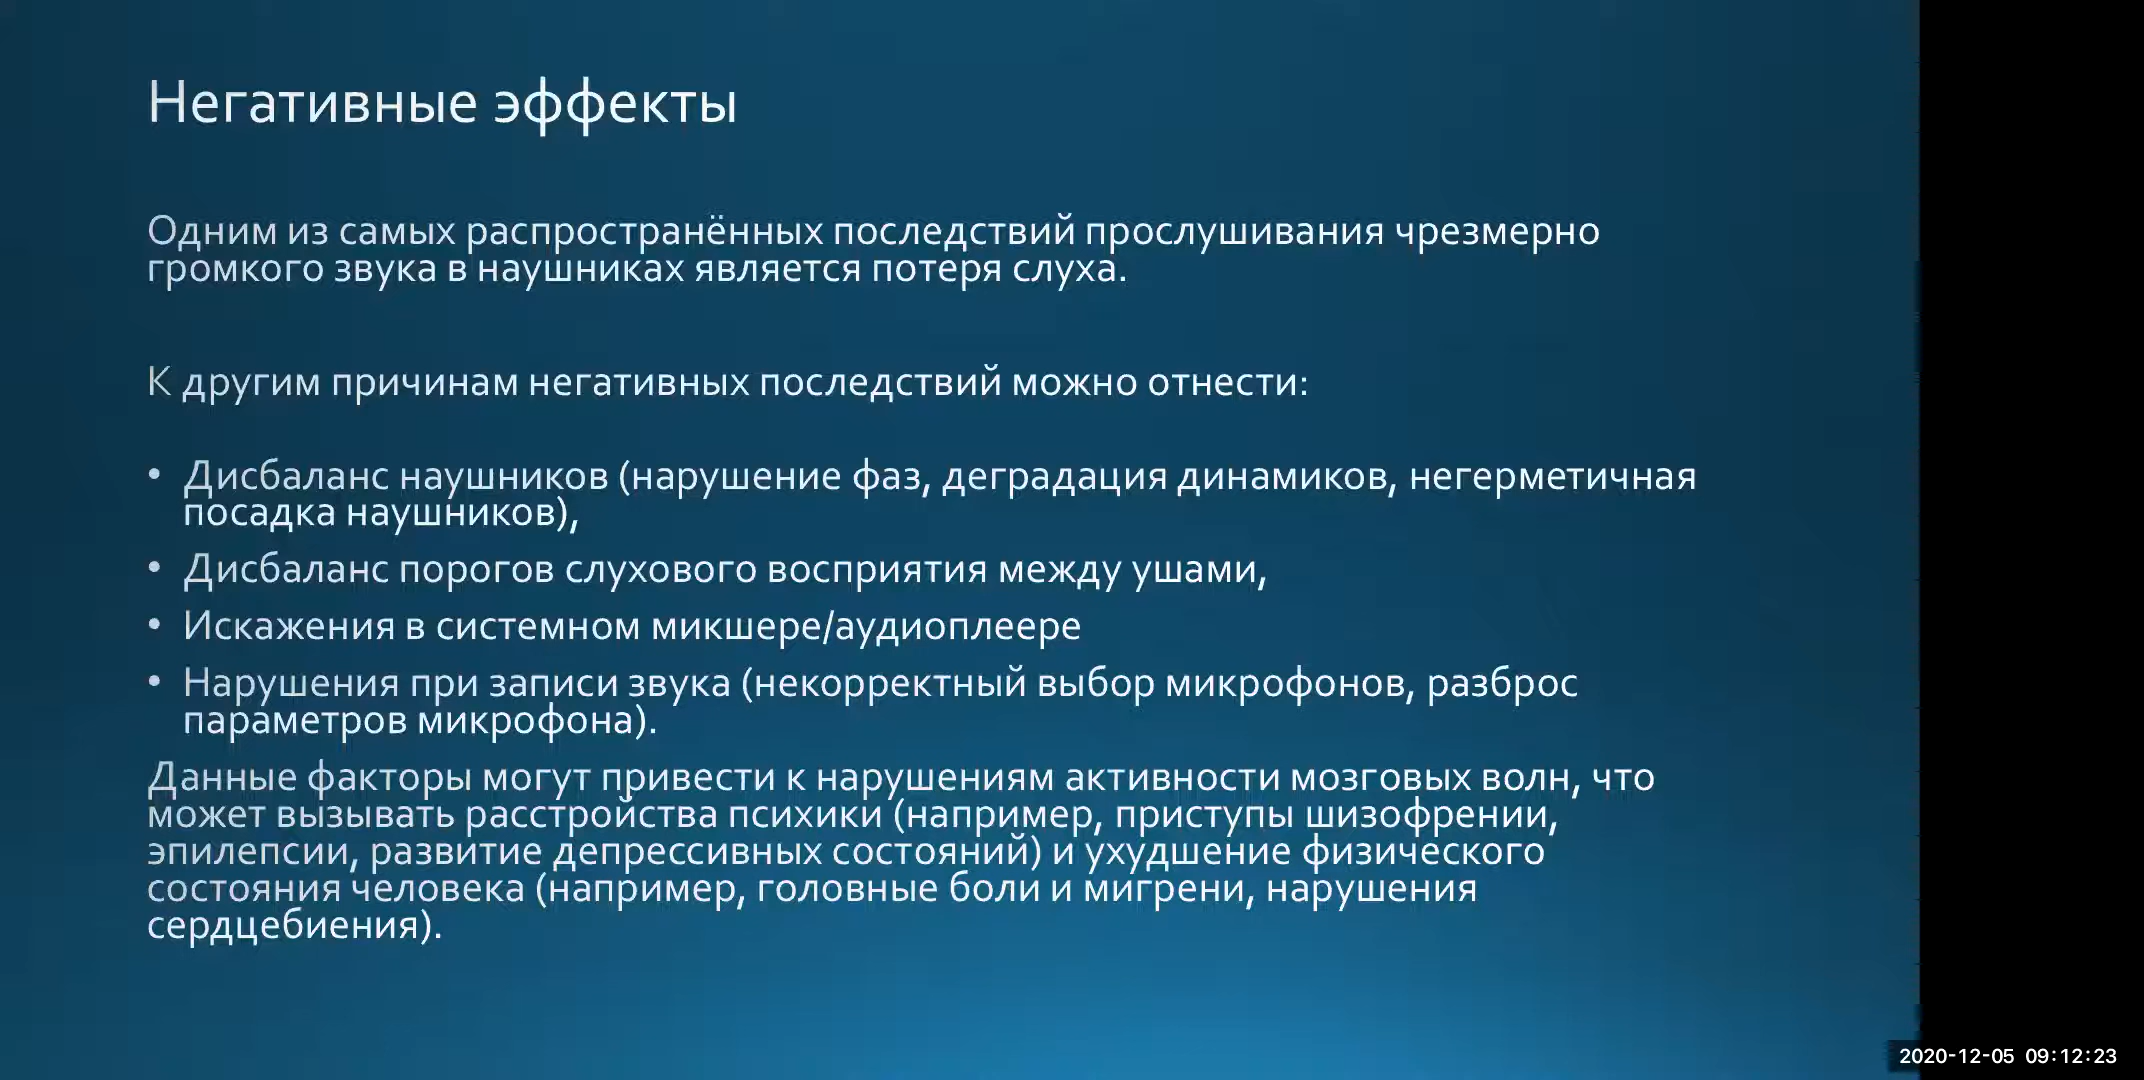 Негативные эффекты
Одним из самых распространённых последствий прослушивания чрезмерно
громкого звука в наушниках является потеря слуха.
К другим причинам негативных последствий можно отнести:
• Дисбаланс наушников (нарушение фаз, деградация динамиков, негерметичная
посадка наушников),
• Дисбаланс порогов слухового восприятия между ушами,
• Искажения в системном микшере/аудиоплеере
• Нарушения при записи звука (некорректный выбор микрофонов, разброс
параметров микрофона).
Данные факторы могут привести к нарушениям активности мозговых волн, что
может вызывать расстройства психики (например, приступы шизофрении,
эпилепсии, развитие депрессивных состояний) и ухудшение физического
состояния человека (например, головные боли и мигрени, нарушения
сердцебиения).
2020-12-05 09:12:23